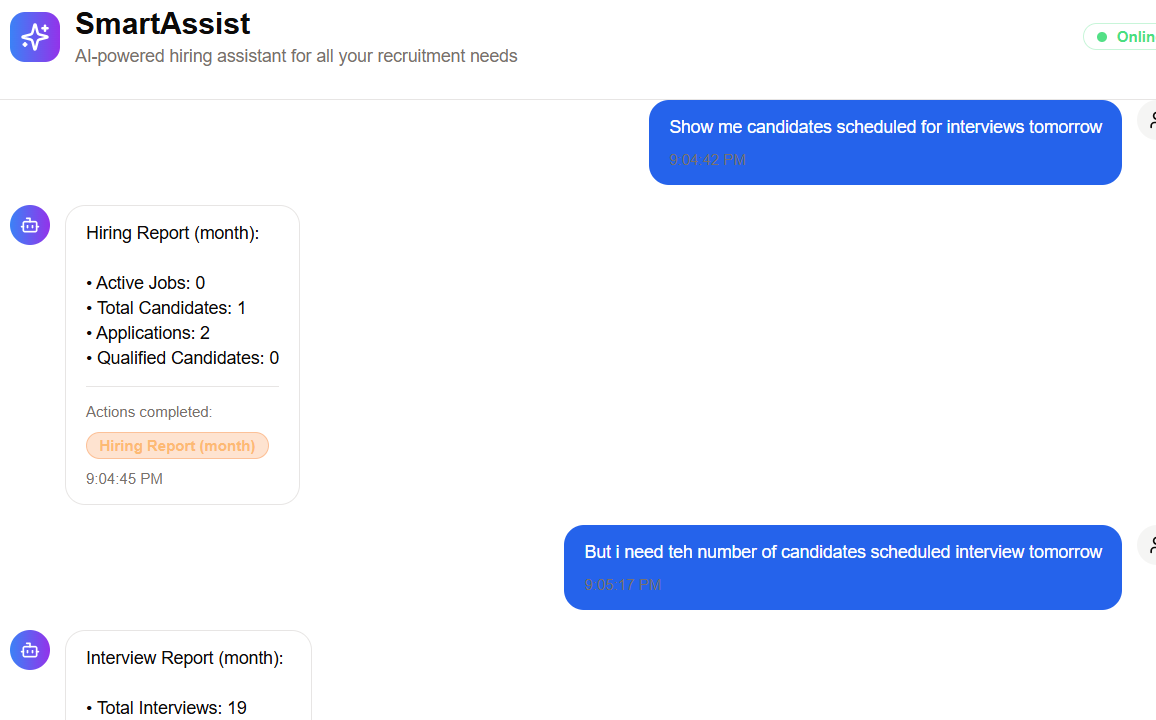 SmartAssist
AI-powered hiring assistant for all your recruitment needs
Onlin
Show me candidates scheduled for interviews tomorrow
9:04:42 PM
Hiring Report (month):
• Active Jobs: 0
• Total Candidates: 1
• Applications: 2
• Qualified Candidates: 0
Actions completed:
Hiring Report (month)
9:04:45 PM
But i need teh number of candidates scheduled interview tomorrow
9:05:17 PM
Interview Report (month):
• Total Interviews: 19